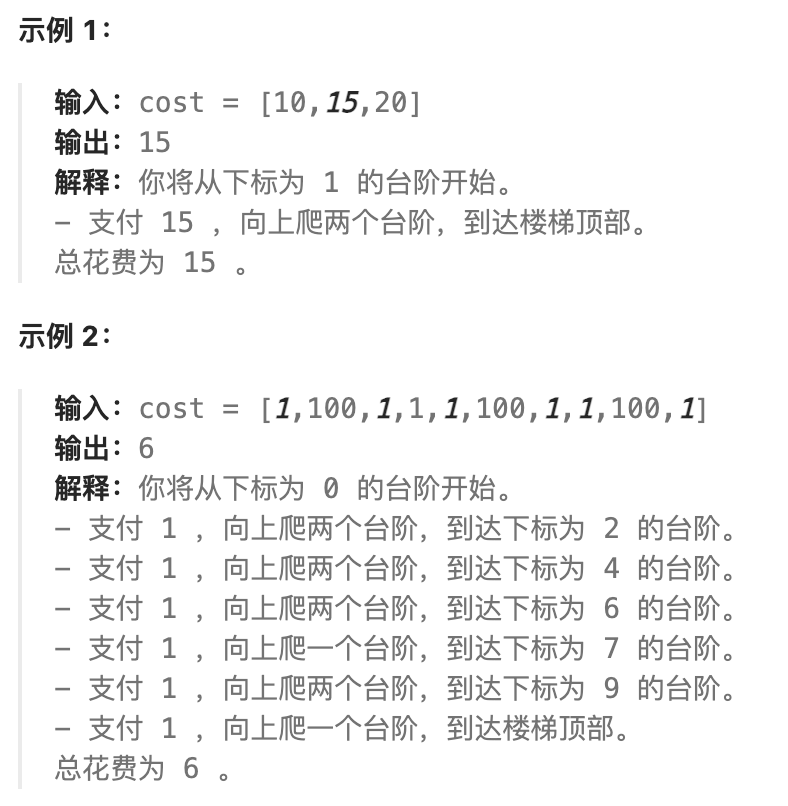 示例 1：
输入：cost = [10,15,20]
输出：15
解释：你将从下标为 1 的台阶开始。
- 支付 15 ，向上爬两个台阶，到达楼梯顶部。
总花费为 15 。
示例 2：
输入：cost = [1,100,1,1,1,100,1,1,100,1]
输出：6
解释：你将从下标为 0 的台阶开始。
- 支付 1 ，向上爬两个台阶，到达下标为 2 的台阶。
- 支付 1 ，向上爬两个台阶，到达下标为 4 的台阶。
- 支付 1 ，向上爬两个台阶，到达下标为 6 的台阶。
- 支付 1 ，向上爬一个台阶，到达下标为 7 的台阶。
- 支付 1 ，向上爬两个台阶，到达下标为 9 的台阶。
- 支付 1 ，向上爬一个台阶，到达楼梯顶部。
总花费为 6 。